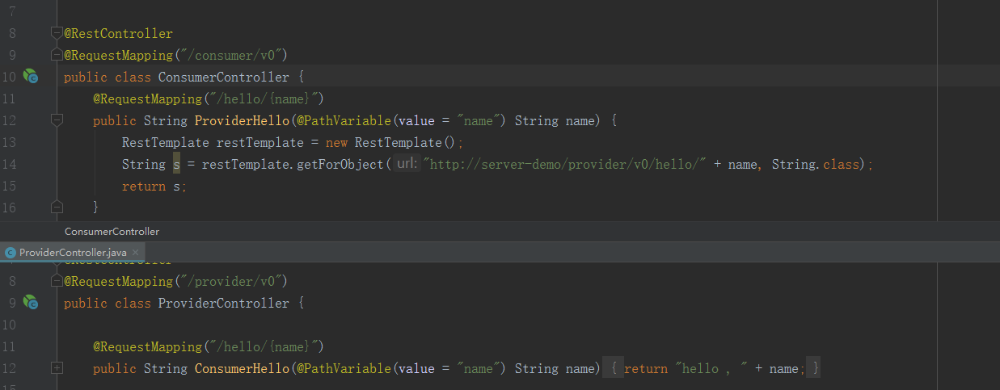 7
8 @RestController
9 @RequestMapping("/consumer/v0")
10 public class ConsumerController {
11 @RequestMapping("/hello/{name}")
12 public String ProviderHello(@PathVariable(value = "name") String name) {
13 RestTemplate restTemplate = new RestTemplate();
14 String s = restTemplate.getForObject( url: "http://server-demo/provider/v0/hello/" + name, String.class);
15 return s;
16 }
ConsumerController
ProviderController.java
@RestController
8 @RequestMapping("/provider/v0")
9 public class ProviderController {
10
11 @RequestMapping("/hello/{name}")
12 public String ConsumerHello(@PathVariable(value = "name") String name) { return "hello , " + name; }